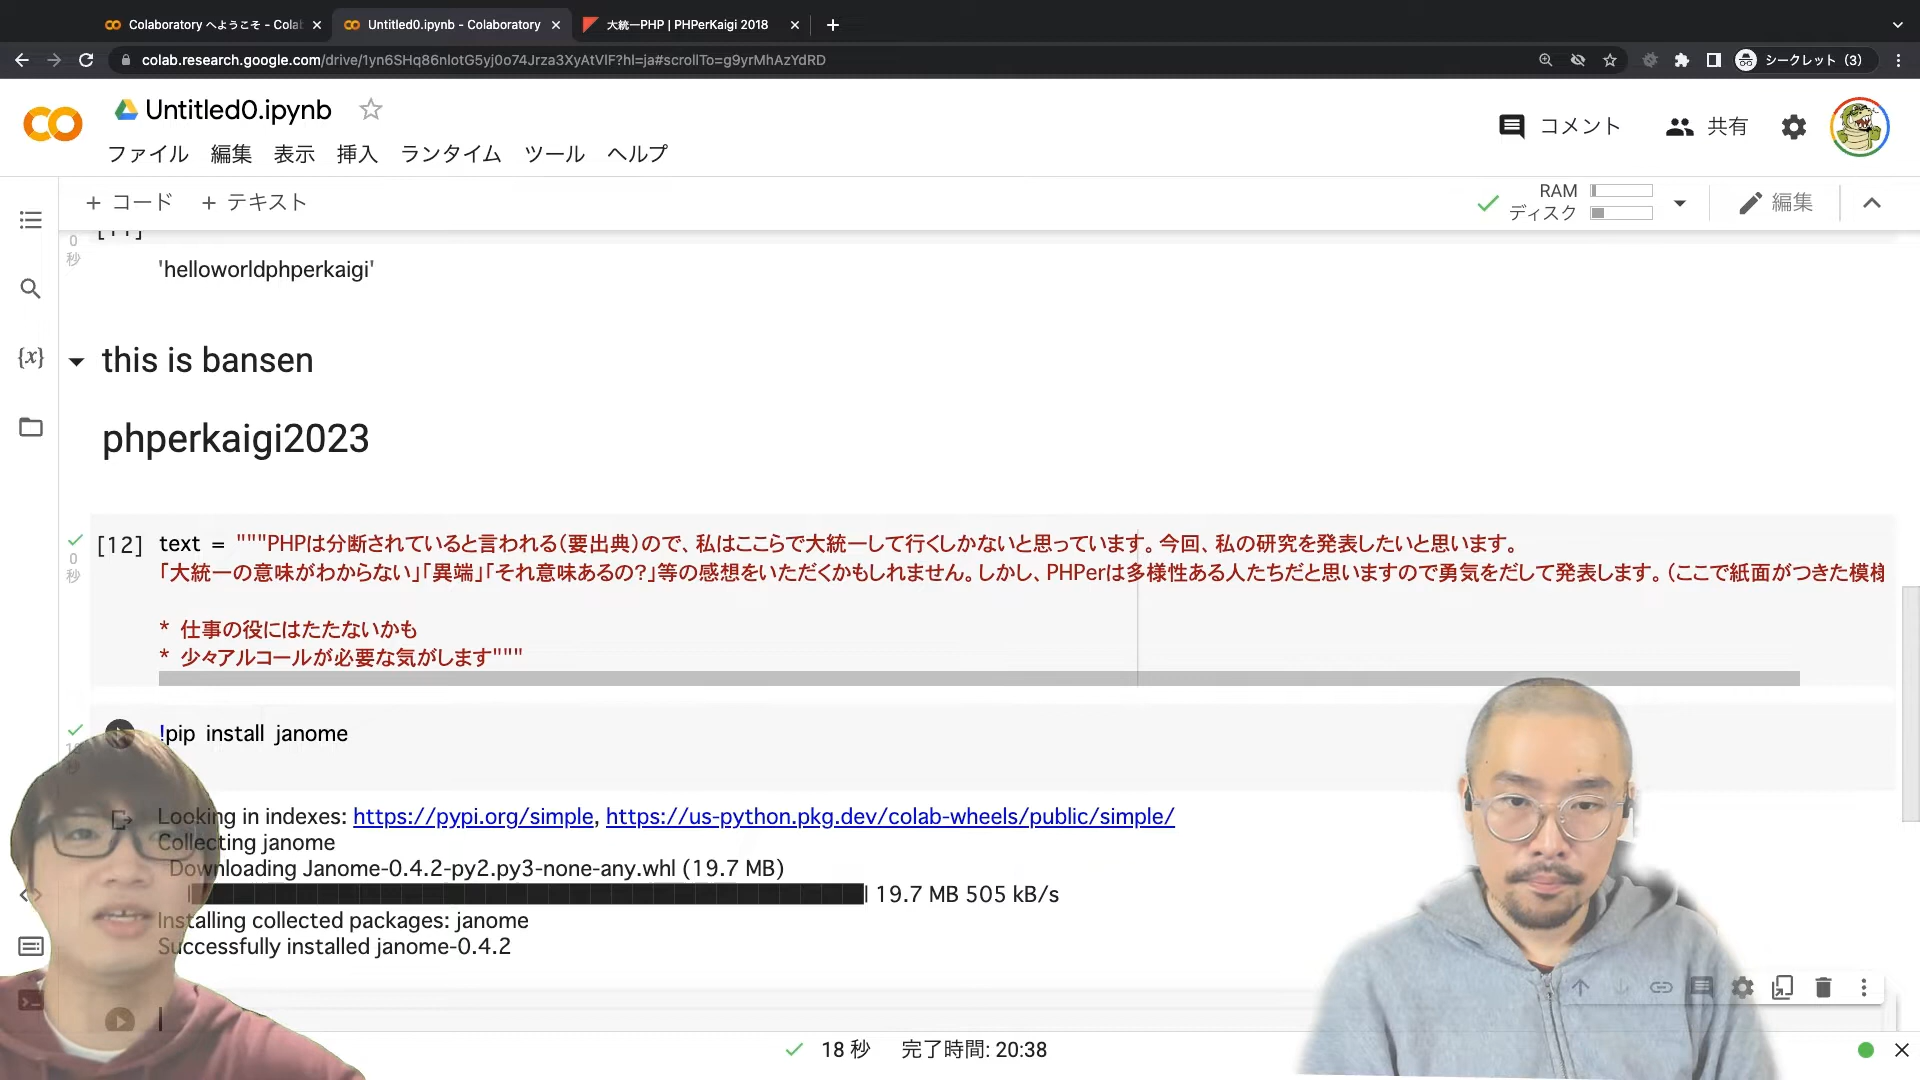 Colaboratory へようこそ - Colab
Untitled0.ipynb - Colaboratory
大統一PHP | PHPerKaigi 2018
colab.research.google.com/drive/1yn6SHq86nlotG5yj0o74Jrza3XyAtVlF?hl=ja#scrollTo=g9yrMhAzYdRD
シークレット (3)
Untitled0.ipynb
コメント
共有
ファイル 編集 表示 挿入 ランタイム ツール ヘルプ
+ コード + テキスト
RAM
ディスク
編集
[11]
0
秒
'helloworldphperkaigi'
{x}
this is bansen
phperkaigi2023
0
秒
[12] text = """PHPは分断されていると言われる（要出典）ので、私はここらで大統一して行くしかないと思っています。今回、私の研究を発表したいと思います。
「大統一の意味がわからない」「異端」「それ意味あるの？」等の感想をいただくかもしれません。しかし、PHPerは多様性ある人たちだと思いますので勇気をだして発表します。（ここで紙面がつきた模様
* 仕事の役にはたたないかも
* 少々アルコールが必要な気がします"""
!pip install janome
Looking in indexes: https://pypi.org/simple, https://us-python.pkg.dev/colab-wheels/public/simple/
Collecting janome
Downloading Janome-0.4.2-py2.py3-none-any.whl (19.7 MB)
| 19.7 MB 505 kB/s
Installing collected packages: janome
Successfully installed janome-0.4.2
18 秒 完了時間: 20:38